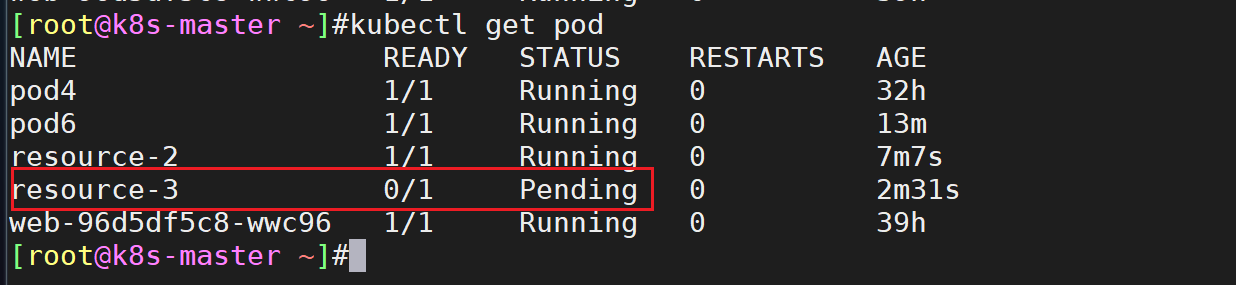 [root@k8s-master ~]#kubectl get pod
NAME READY STATUS RESTARTS AGE
pod4 1/1 Running 0 32h
pod6 1/1 Running 0 13m
resource-2 1/1 Running 0 7m7s
resource-3 0/1 Pending 0 2m31s
web-96d5df5c8-wwc96 1/1 Running 0 39h
[root@k8s-master ~]#